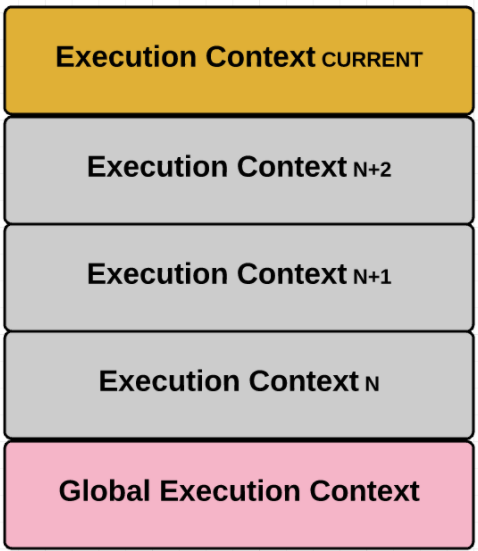 Execution Context CURRENT
Execution Context N+2
Execution Context N+1
Execution Context N
Global Execution Context